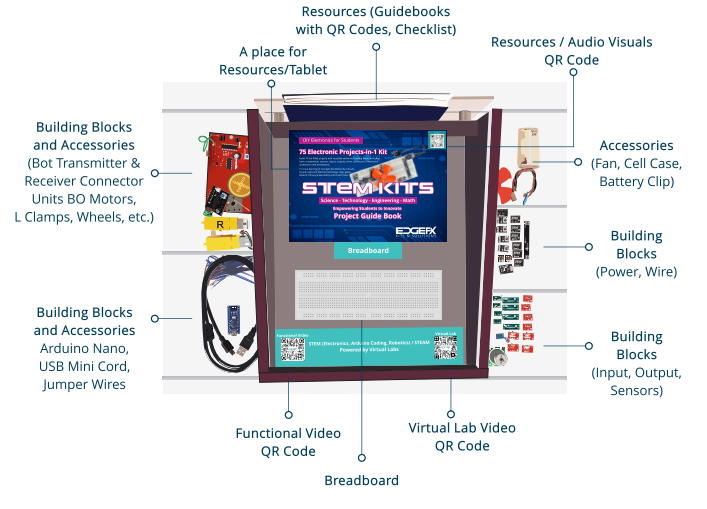 Resources (Guidebooks
with QR Codes, Checklist)
A place for
Resources/Tablet
Resources / Audio Visuals
QR Code
Building Blocks
and Accessories
(Bot Transmitter &
Receiver Connector
Units BO Motors,
L Clamps, Wheels, etc.)
Accessories
(Fan, Cell Case,
Battery Clip)
DIY Electronics for Students
75 Electronic Projects-in-1 Kit
STEM KITS
Science - Technology - Engineering - Math
Empowering Students to Innovate
Project Guide Book
EDGEFX
R
Building
Blocks
(Power, Wire)
Breadboard
Building Blocks
and Accessories
Arduino Nano,
USB Mini Cord,
Jumper Wires
Building
Blocks
(Input, Output,
Sensors)
Functional Video
Virtual Lab
STEM (Electronics, Arduino Coding, Robotics) / STEAM
Powered by Virtual Labs
Functional Video
QR Code
Virtual Lab Video
QR Code
Breadboard